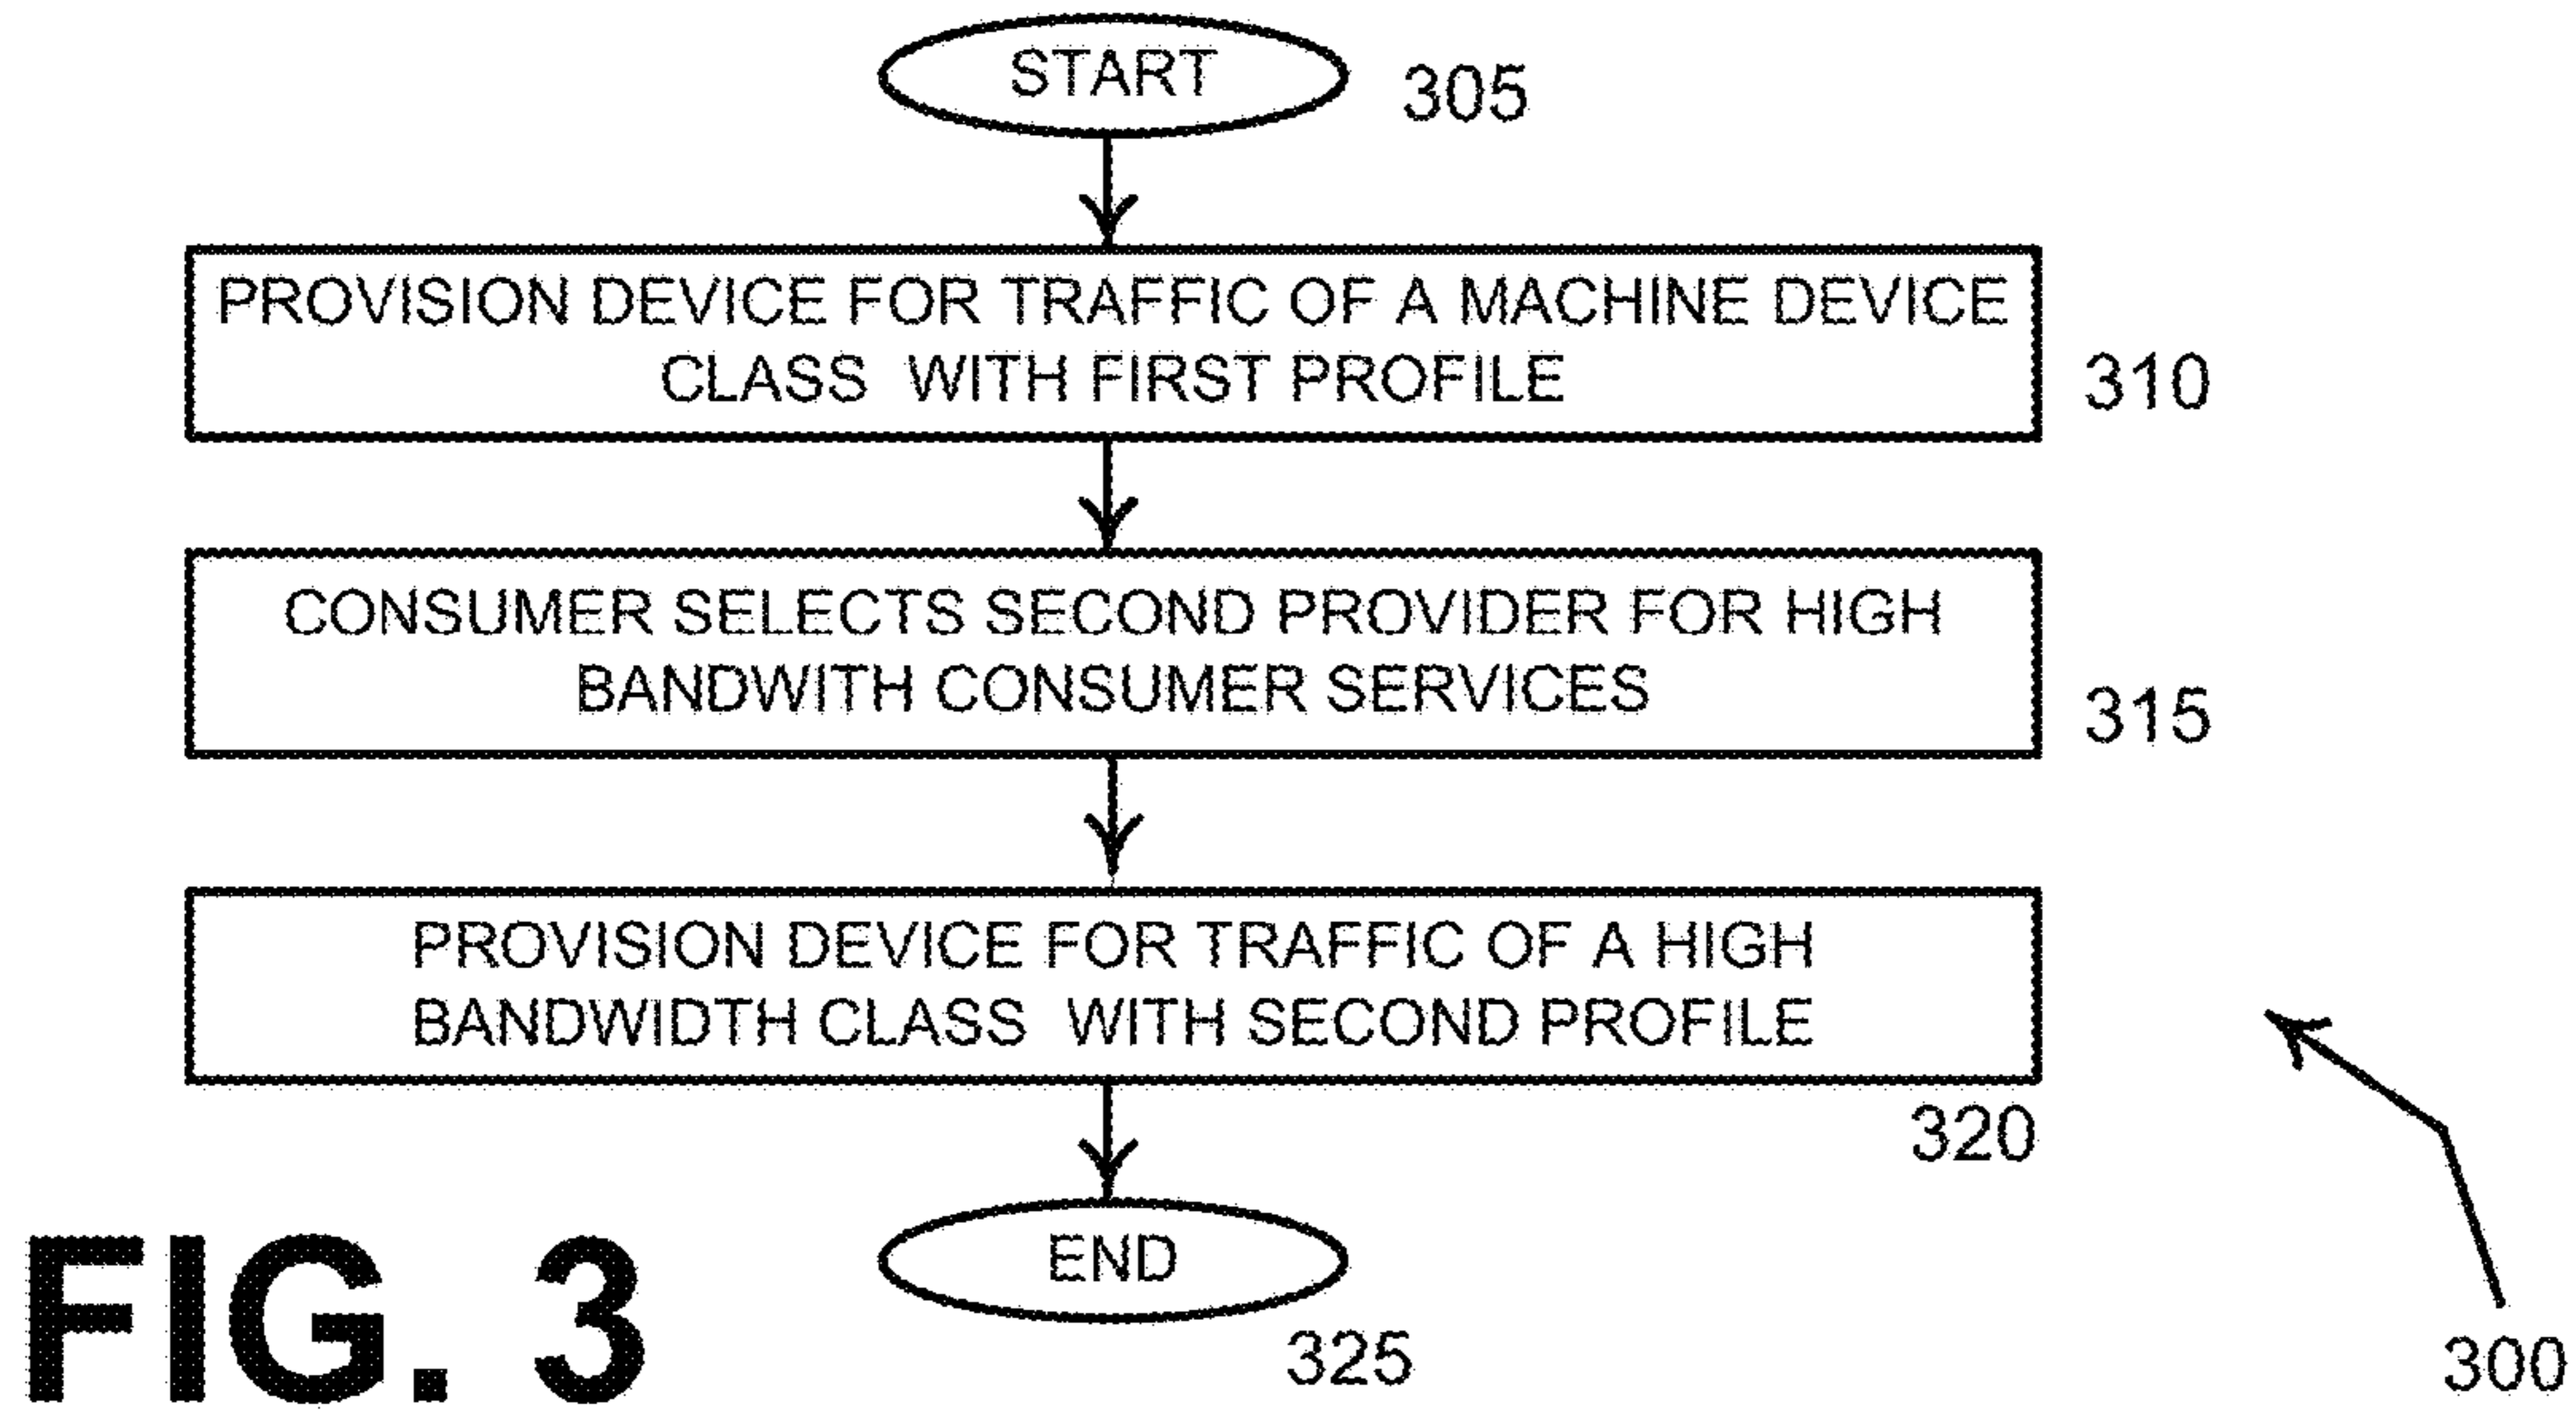 START
305
PROVISION DEVICE FOR TRAFFIC OF A MACHINE DEVICE
CLASS WITH FIRST PROFILE
310
CONSUMER SELECTS SECOND PROVIDER FOR HIGH
BANDWITH CONSUMER SERVICES
315
PROVISION DEVICE FOR TRAFFIC OF A HIGH
BANDWIDTH CLASS WITH SECOND PROFILE
320
END
325
300
FIG. 3